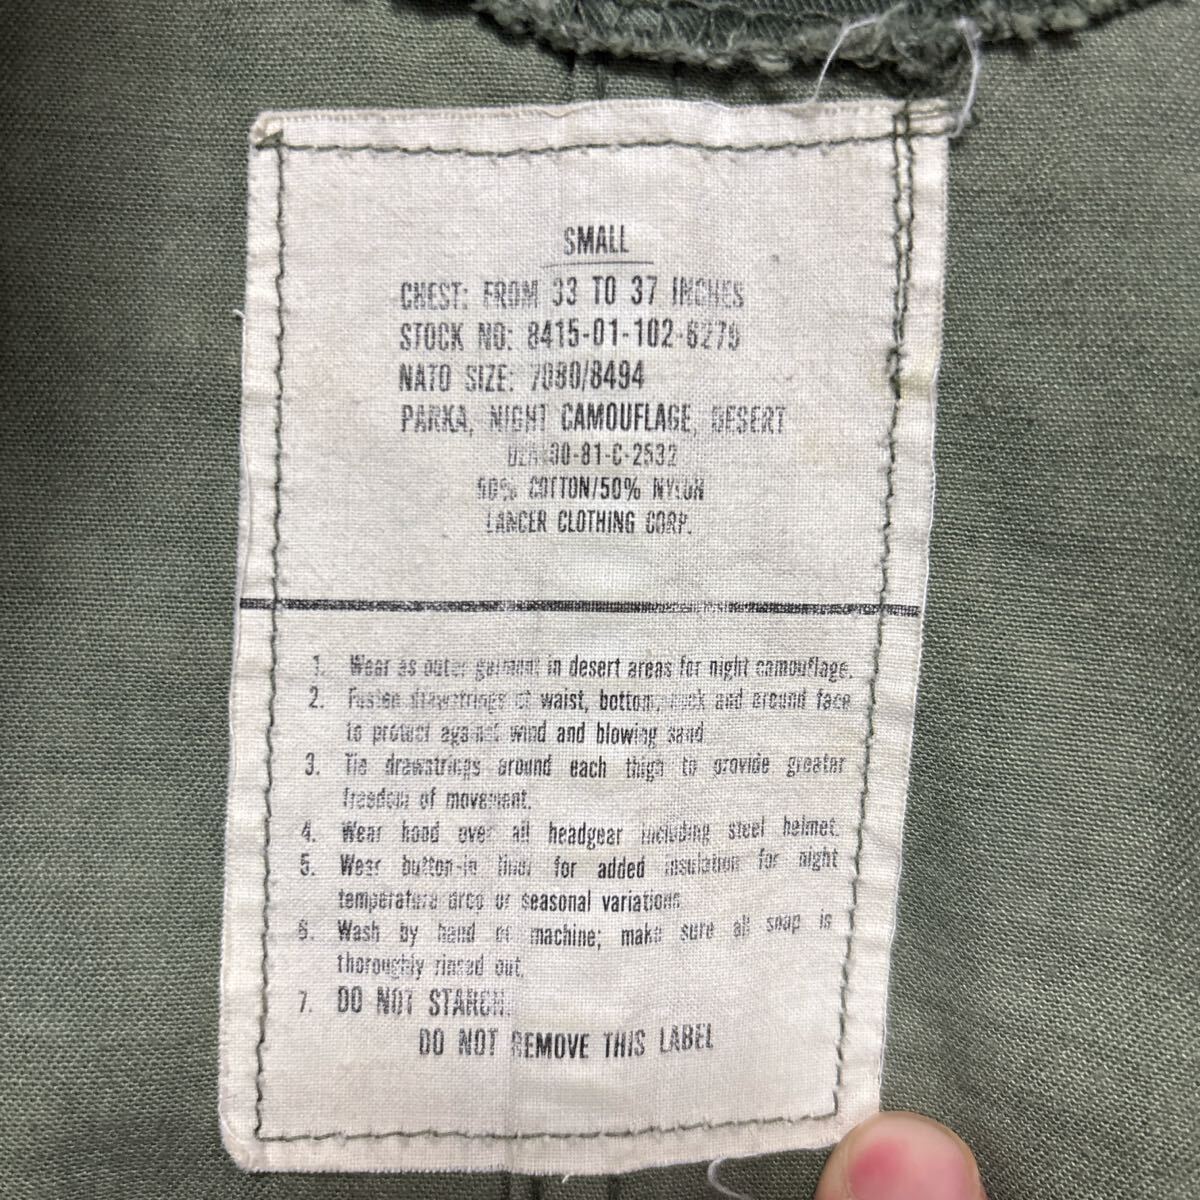 SMALL
CHEST: FROM 33 TO 37 INCHES
STOCK NO: 8415-01-102-6279
NATO SIZE: 7080/8494
PARKA, NIGHT CAMOUFLAGE, DESERT
DLA100-81-C-2532
50% COTTON/50% NYLON
LANCER CLOTHING CORP.
1. Wear as outer garment in desert areas for night camouflage.
2. Fasten drawstrings at waist, bottom, neck and around face
to protect against wind and blowing sand
3. Tie drawstrings around each thigh to provide greater
freedom of movement.
4. Wear hood over all headgear including steel helmet.
5. Wear button-in liner for added insulation for night
temperature drop or seasonal variations
6. Wash by hand or machine; make sure all soap is
thoroughly rinsed out.
7. DO NOT STARCH.
DO NOT REMOVE THIS LABEL